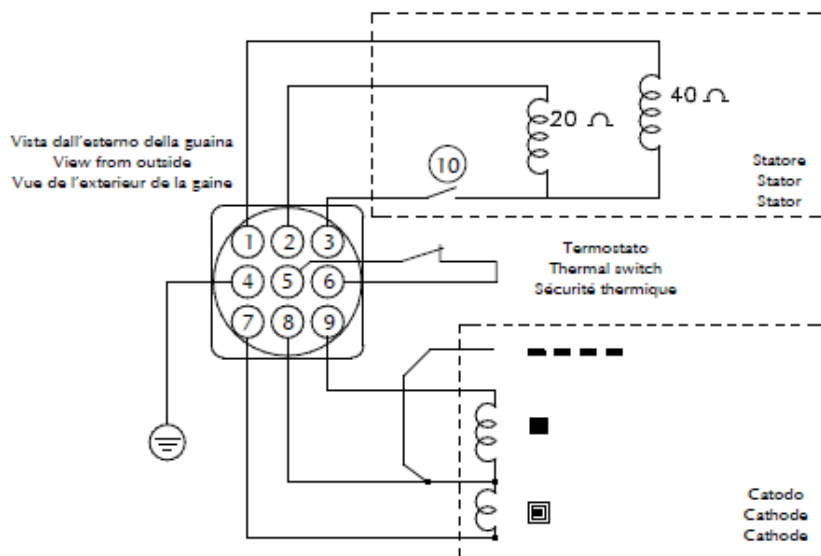 40 Ω
20 Ω
Vista dall'esterno della guaina
View from outside
Vue de l'exterieur de la gaine
10
Statore
Stator
Stator
1 2 3
Termostato
Thermal switch
Sécurité thermique
4 5 6
7 8 9
Catodo
Cathode
Cathode